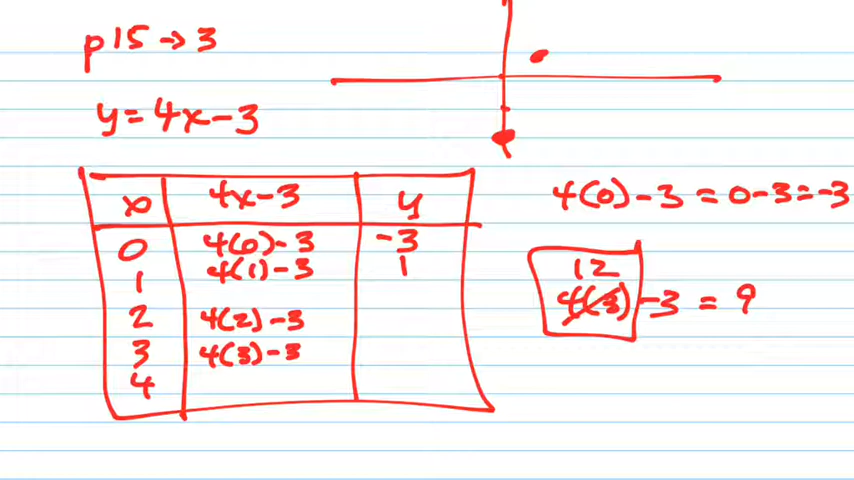 p15 → 3
y = 4x - 3
x 4x - 3 y
0 4(0) - 3 -3
1 4(1) - 3 1
2 4(2) - 3
3 4(3) - 3
4
4(0) - 3 = 0 - 3 = -3
12
4(3) - 3 = 9